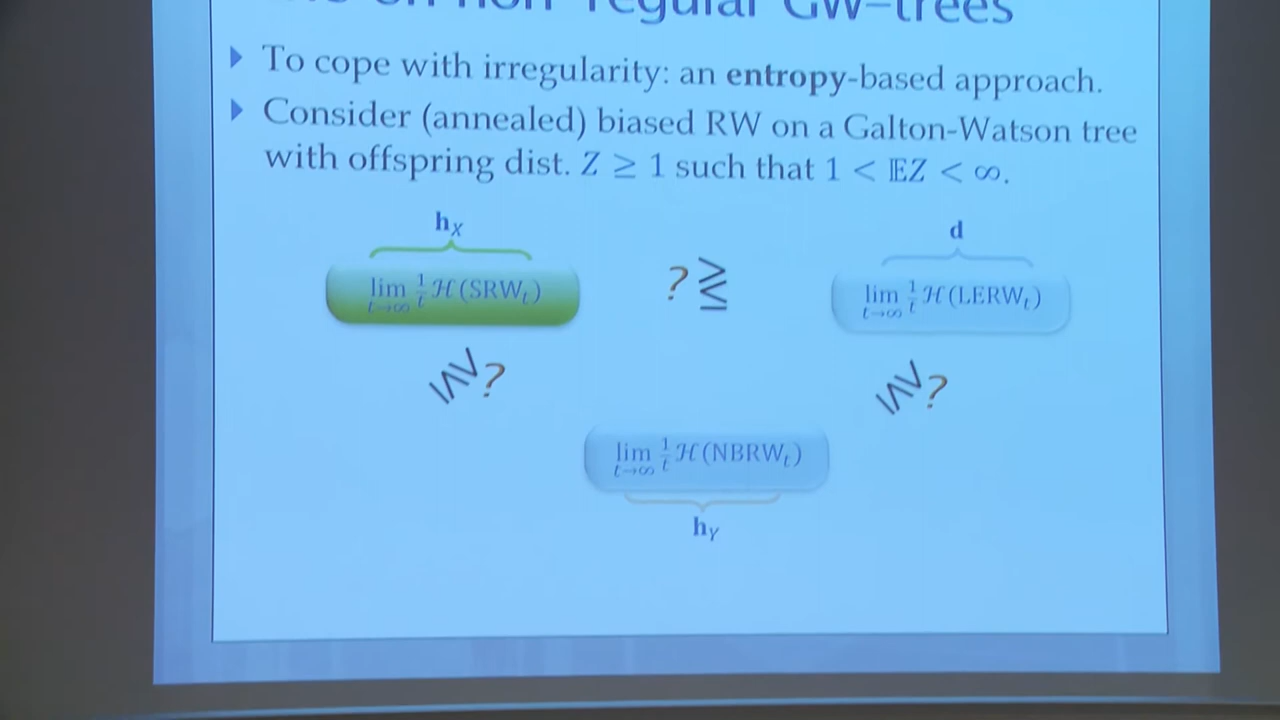 on non-regular GW-trees
To cope with irregularity: an entropy-based approach.
Consider (annealed) biased RW on a Galton-Watson tree
with offspring dist. Z ≥ 1 such that 1 < 𝔼Z < ∞.
h_X
d
lim_{t→∞} 1/t ℋ(SRW_t)
? ⪌
lim_{t→∞} 1/t ℋ(LERW_t)
≤≥ ?
≤≥ ?
lim_{t→∞} 1/t ℋ(NBRW_t)
h_Y